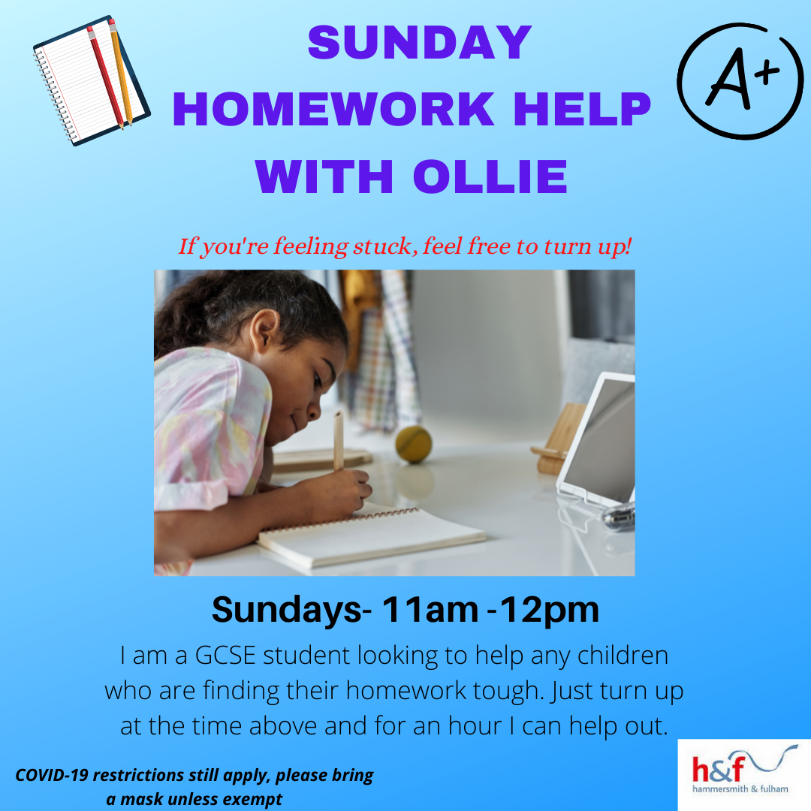 SUNDAY
HOMEWORK HELP
WITH OLLIE
A+
If you're feeling stuck, feel free to turn up!
Sundays- 11am -12pm
I am a GCSE student looking to help any children
who are finding their homework tough. Just turn up
at the time above and for an hour I can help out.
h&f
hammersmith & fulham
COVID-19 restrictions still apply, please bring
a mask unless exempt